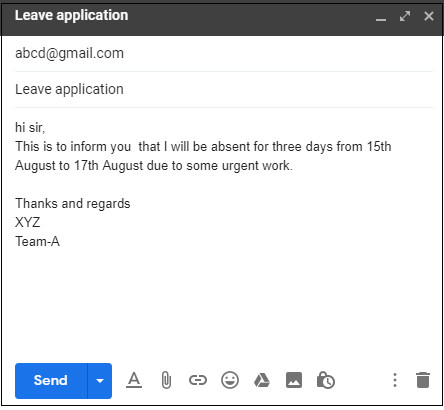 Leave application
abcd@gmail.com
Leave application
hi sir,
This is to inform you  that I will be absent for three days from 15th
August to 17th August due to some urgent work.
Thanks and regards
XYZ
Team-A
Send